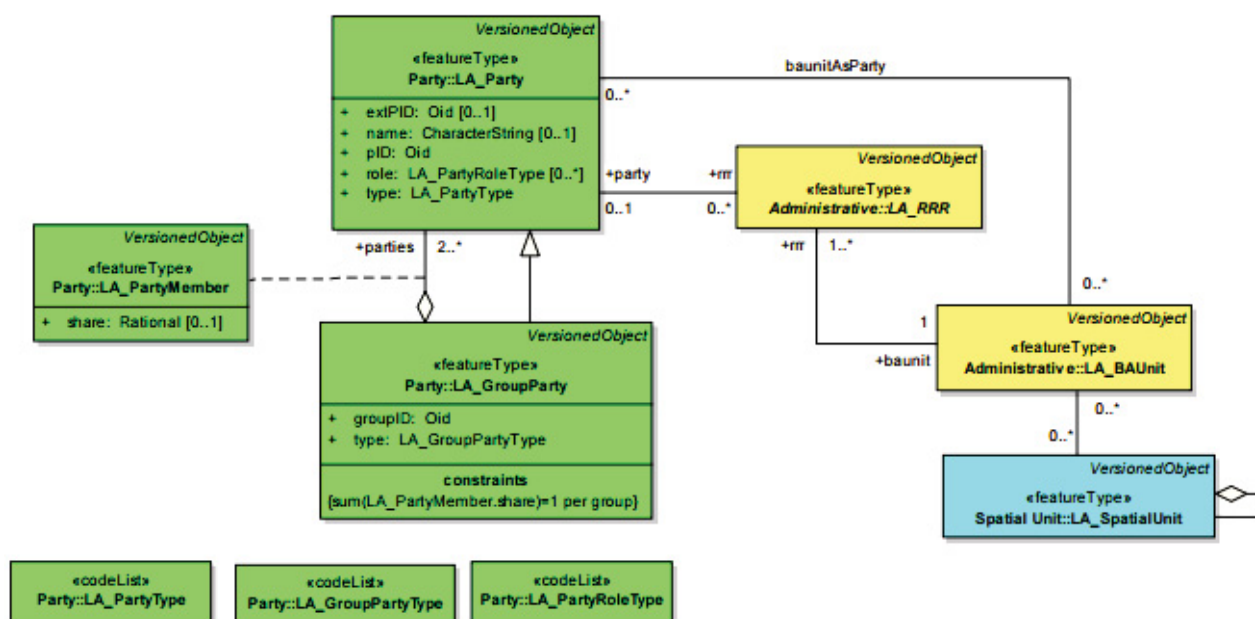 VersionedObject
«featureType»
Party::LA_Party
+ extPID: Oid [0..1]
+ name: CharacterString [0..1]
+ pID: Oid
+ role: LA_PartyRoleType [0..*]
+ type: LA_PartyType
baunitAsParty
0..*
0..*
+party
0..1
+rrr
0..*
VersionedObject
«featureType»
Administrative::LA_RRR
+rrr
1..*
1
+baunit
+parties
2..*
VersionedObject
«featureType»
Party::LA_PartyMember
+ share: Rational [0..1]
VersionedObject
«featureType»
Party::LA_GroupParty
+ groupID: Oid
+ type: LA_GroupPartyType
constraints
{sum(LA_PartyMember.share)=1 per group}
VersionedObject
«featureType»
Administrative::LA_BAUnit
0..*
0..*
VersionedObject
«featureType»
Spatial Unit::LA_SpatialUnit
«codeList»
Party::LA_PartyType
«codeList»
Party::LA_GroupPartyType
«codeList»
Party::LA_PartyRoleType